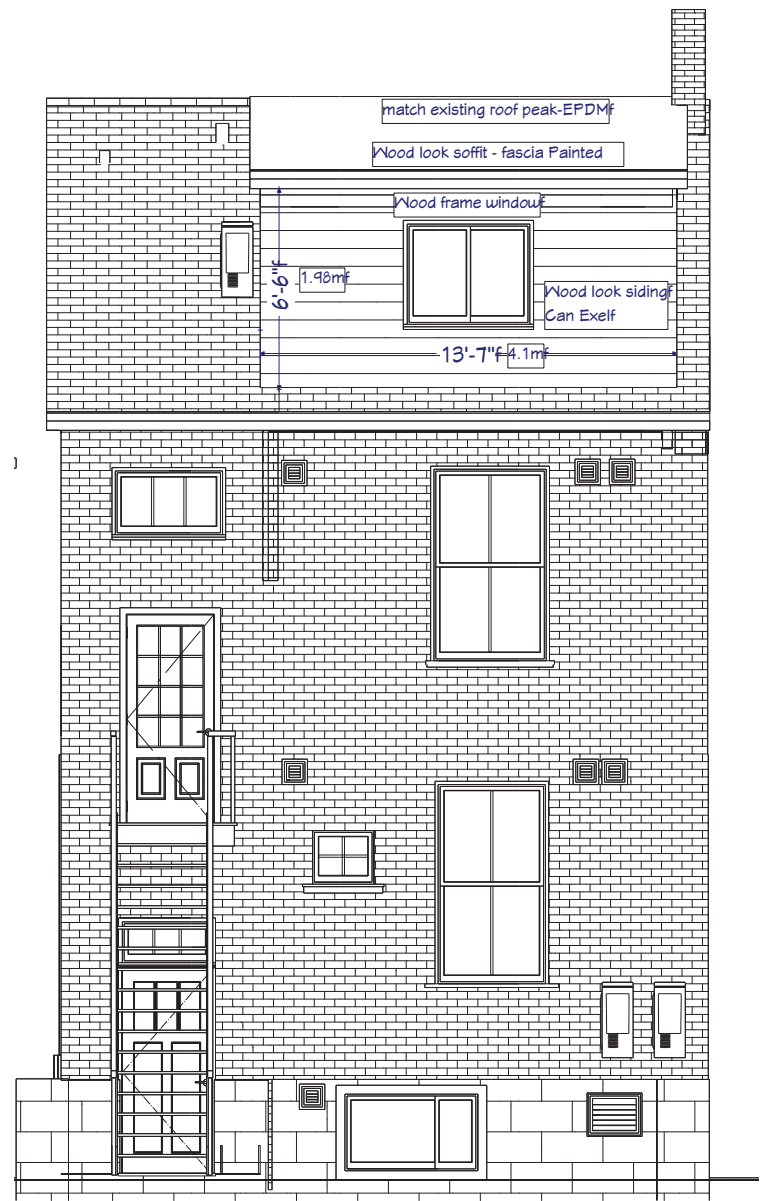 match existing roof peak-EPDMf
Wood look soffit - fascia Painted
Wood frame windowf
6'-6"f
1.98mf
Wood look sidingf
Can Exelf
13'-7"f
4.1mf